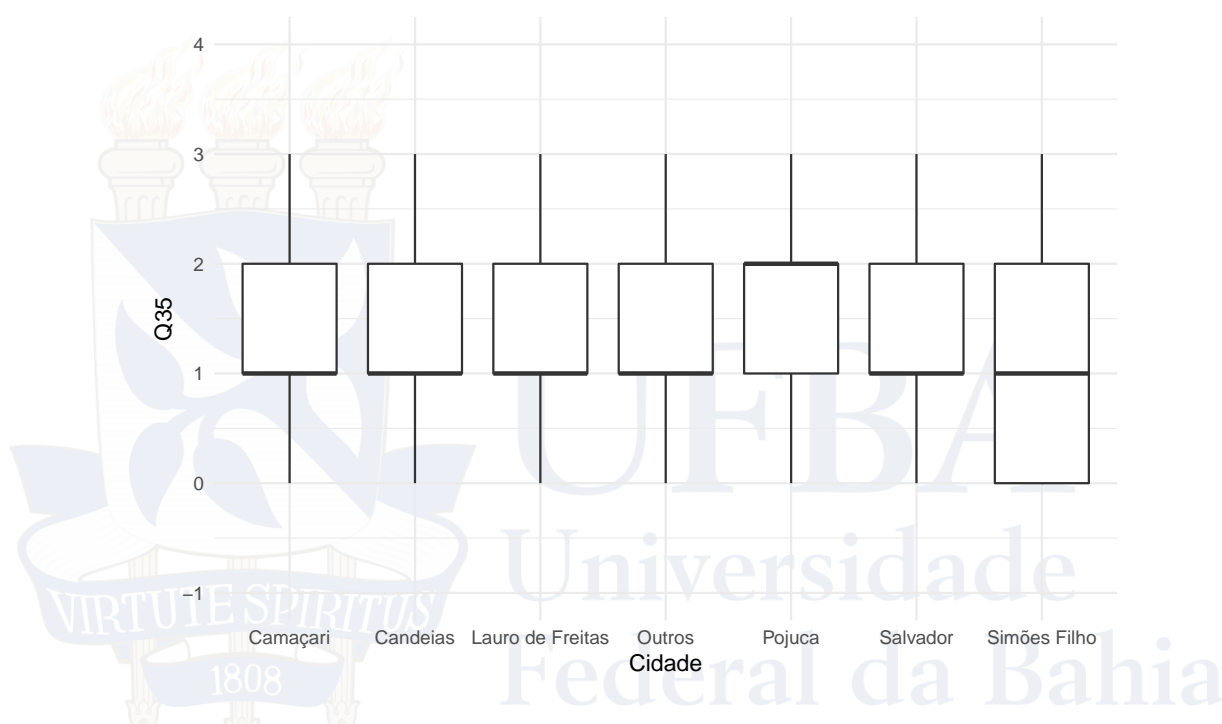 4
3
2
1
0
−1
Q35
Camaçari Candeias Lauro de Freitas Outros Pojuca Salvador Simões Filho
Cidade
UFBA
Universidade
Federal da Bahia
VIRTUTE SPIRITUS
1808